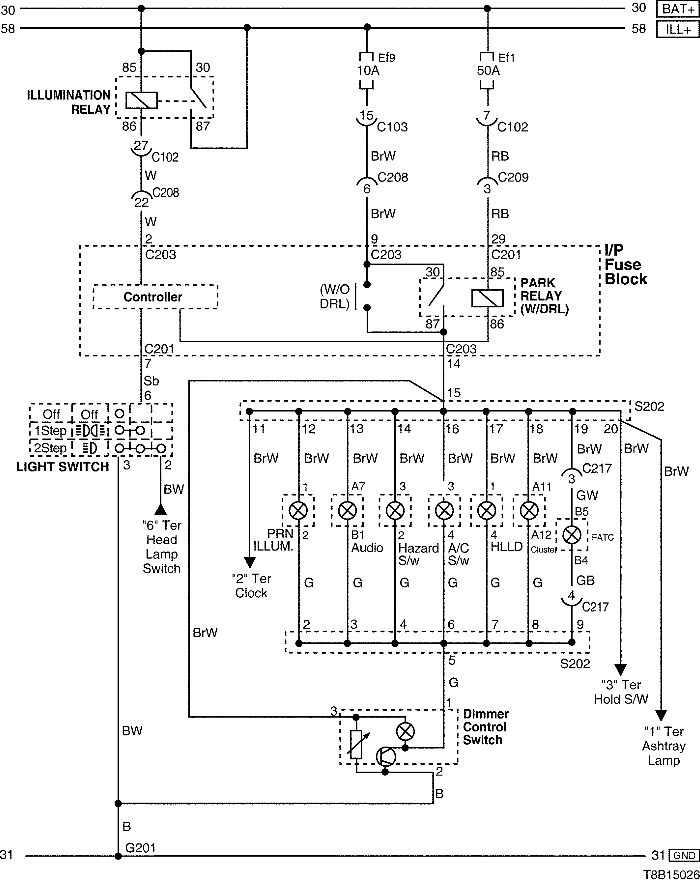 30 30 BAT+
58 58 ILL+
85 30
ILLUMINATION
RELAY
86 87
27 C102
W
C208
22
W
2
C203
Ef9
10A
15
C103
BrW
C208
6
BrW
9
C203
Ef1
50A
7
C102
RB
C209
3
RB
29
C201
I/P
Fuse
Block
Controller
(W/O
DRL)
30 85
87 86
PARK
RELAY
(W/DRL)
C201
7
C203
14
Sb
6
Off Off
1Step
2Step
LIGHT SWITCH
3 2
BW
"6" Ter
Head
Lamp
Switch
15
S202
11 12 13 14 16 17 18 19 20
BrW BrW BrW BrW BrW BrW BrW BrW BrW BrW
3 C217
GW
1 A7 3 3 1 A11 B5
2 B1 2 4 4 A12 B4
PRN
ILLUM.
Audio
Hazard
S/w
A/C
S/w
HLLD
Cluster
FATC
"2" Ter
Clock
G G G G G G GB
4 C217
2 3 4 6 7 8 9
S202
5
G
BrW
"3" Ter
Hold S/W
"1" Ter
Ashtray
Lamp
3 1
Dimmer
Control
Switch
2
B
BW
B
G201
31 31 GND
T8B15026